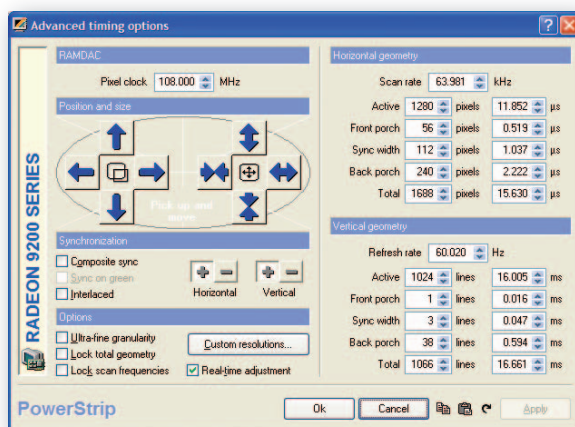 Advanced timing options
RADEON 9200 SERIES
RAMDAC
Pixel clock 108.000 MHz
Position and size
Pick up and move
Synchronization
Composite sync
Sync on green
Interlaced
Horizontal
Vertical
Options
Ultra-fine granularity
Lock total geometry
Lock scan frequencies
Custom resolutions...
Real-time adjustment
Horizontal geometry
Scan rate 63.981 kHz
Active 1280 pixels 11.852 µs
Front porch 56 pixels 0.519 µs
Sync width 112 pixels 1.037 µs
Back porch 240 pixels 2.222 µs
Total 1688 pixels 15.630 µs
Vertical geometry
Refresh rate 60.020 Hz
Active 1024 lines 16.005 ms
Front porch 1 lines 0.016 ms
Sync width 3 lines 0.047 ms
Back porch 38 lines 0.594 ms
Total 1066 lines 16.661 ms
PowerStrip
Ok
Cancel
Apply